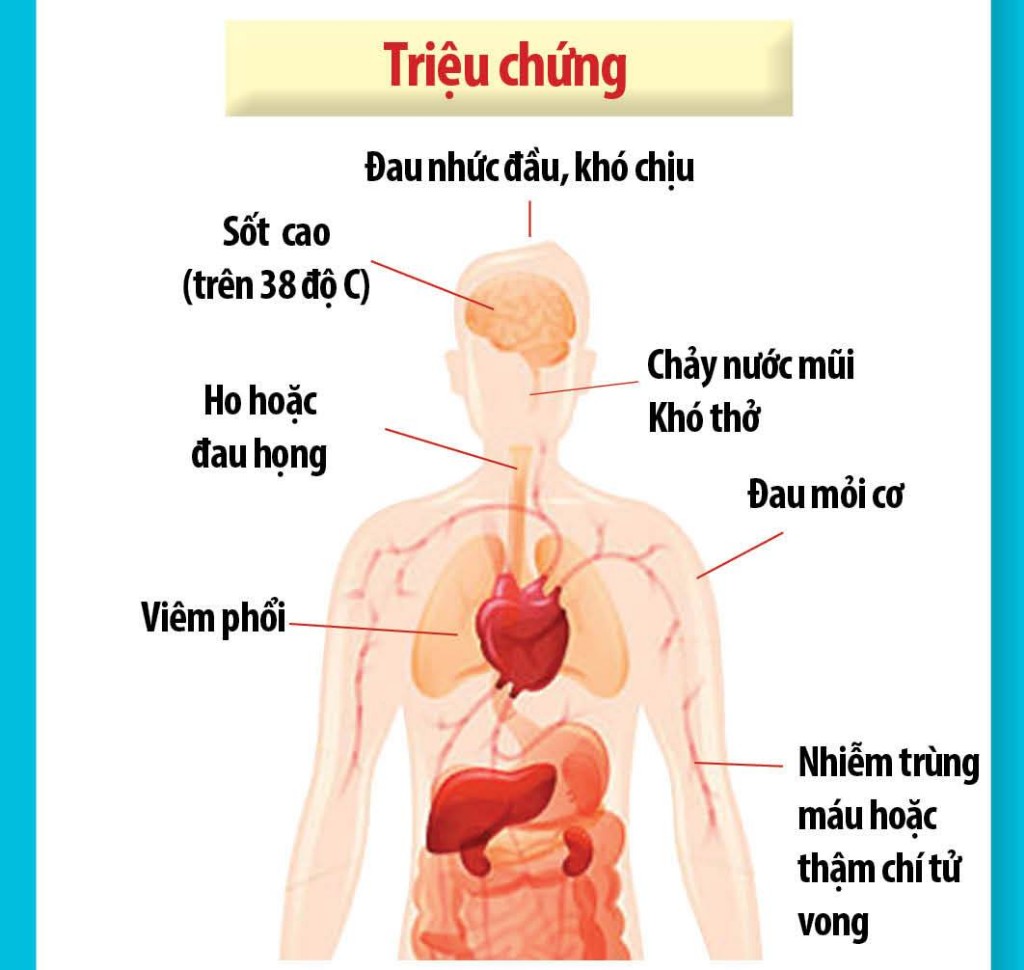 Triệu chứng
Đau nhức đầu, khó chịu
Sốt cao
(trên 38 độ C)
Chảy nước mũi
Khó thở
Ho hoặc
đau họng
Đau mỏi cơ
Viêm phổi
Nhiễm trùng
máu hoặc
thậm chí tử
vong